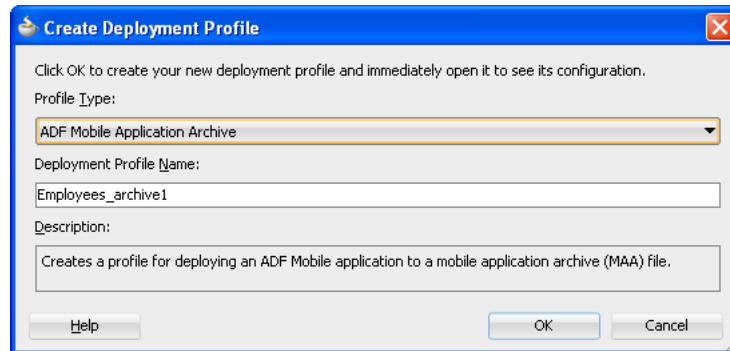 Create Deployment Profile
Click OK to create your new deployment profile and immediately open it to see its configuration.
Profile Type:
ADF Mobile Application Archive
Deployment Profile Name:
Employees_archive1
Description:
Creates a profile for deploying an ADF Mobile application to a mobile application archive (MAA) file.
Help OK Cancel